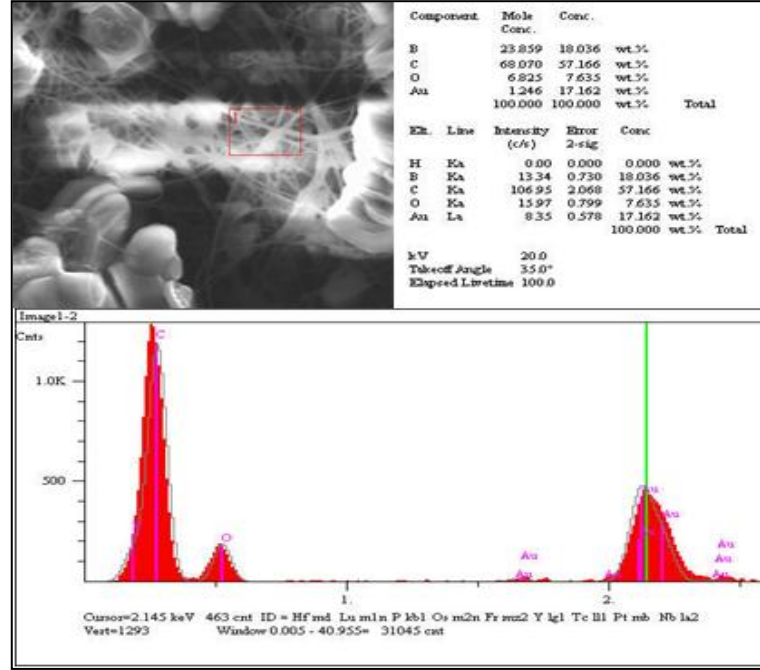 Component Mole Conc. Conc.
B 23.859 18.036 wt.%
C 68.070 57.166 wt.%
O 6.825 7.635 wt.%
Au 1.246 17.162 wt.%
100.000 100.000 wt.% Total
Elt. Line Intensity (c/s) Error 2-sig Conc
H Ka 0.00 0.000 0.000 wt.%
B Ka 13.34 0.730 18.036 wt.%
C Ka 106.95 2.068 57.166 wt.%
O Ka 15.97 0.799 7.635 wt.%
Au La 8.35 0.578 17.162 wt.%
100.000 wt.% Total
kV 20.0
Takeoff Angle 35.0°
Elapsed Livetime 100.0
Image1-2
Cnts
1.0K
500
C
O
Au
Au
Au
Au
Au
Au
Au
1.
2.
Cursor=2.145 keV 463 cnt ID = Hf md Lu m1n P kb1 Os m2n Fr mz2 Y lg1 Tc ll1 Pt mb Nb la2
Vert=1293 Window 0.005 - 40.955= 31045 cnt